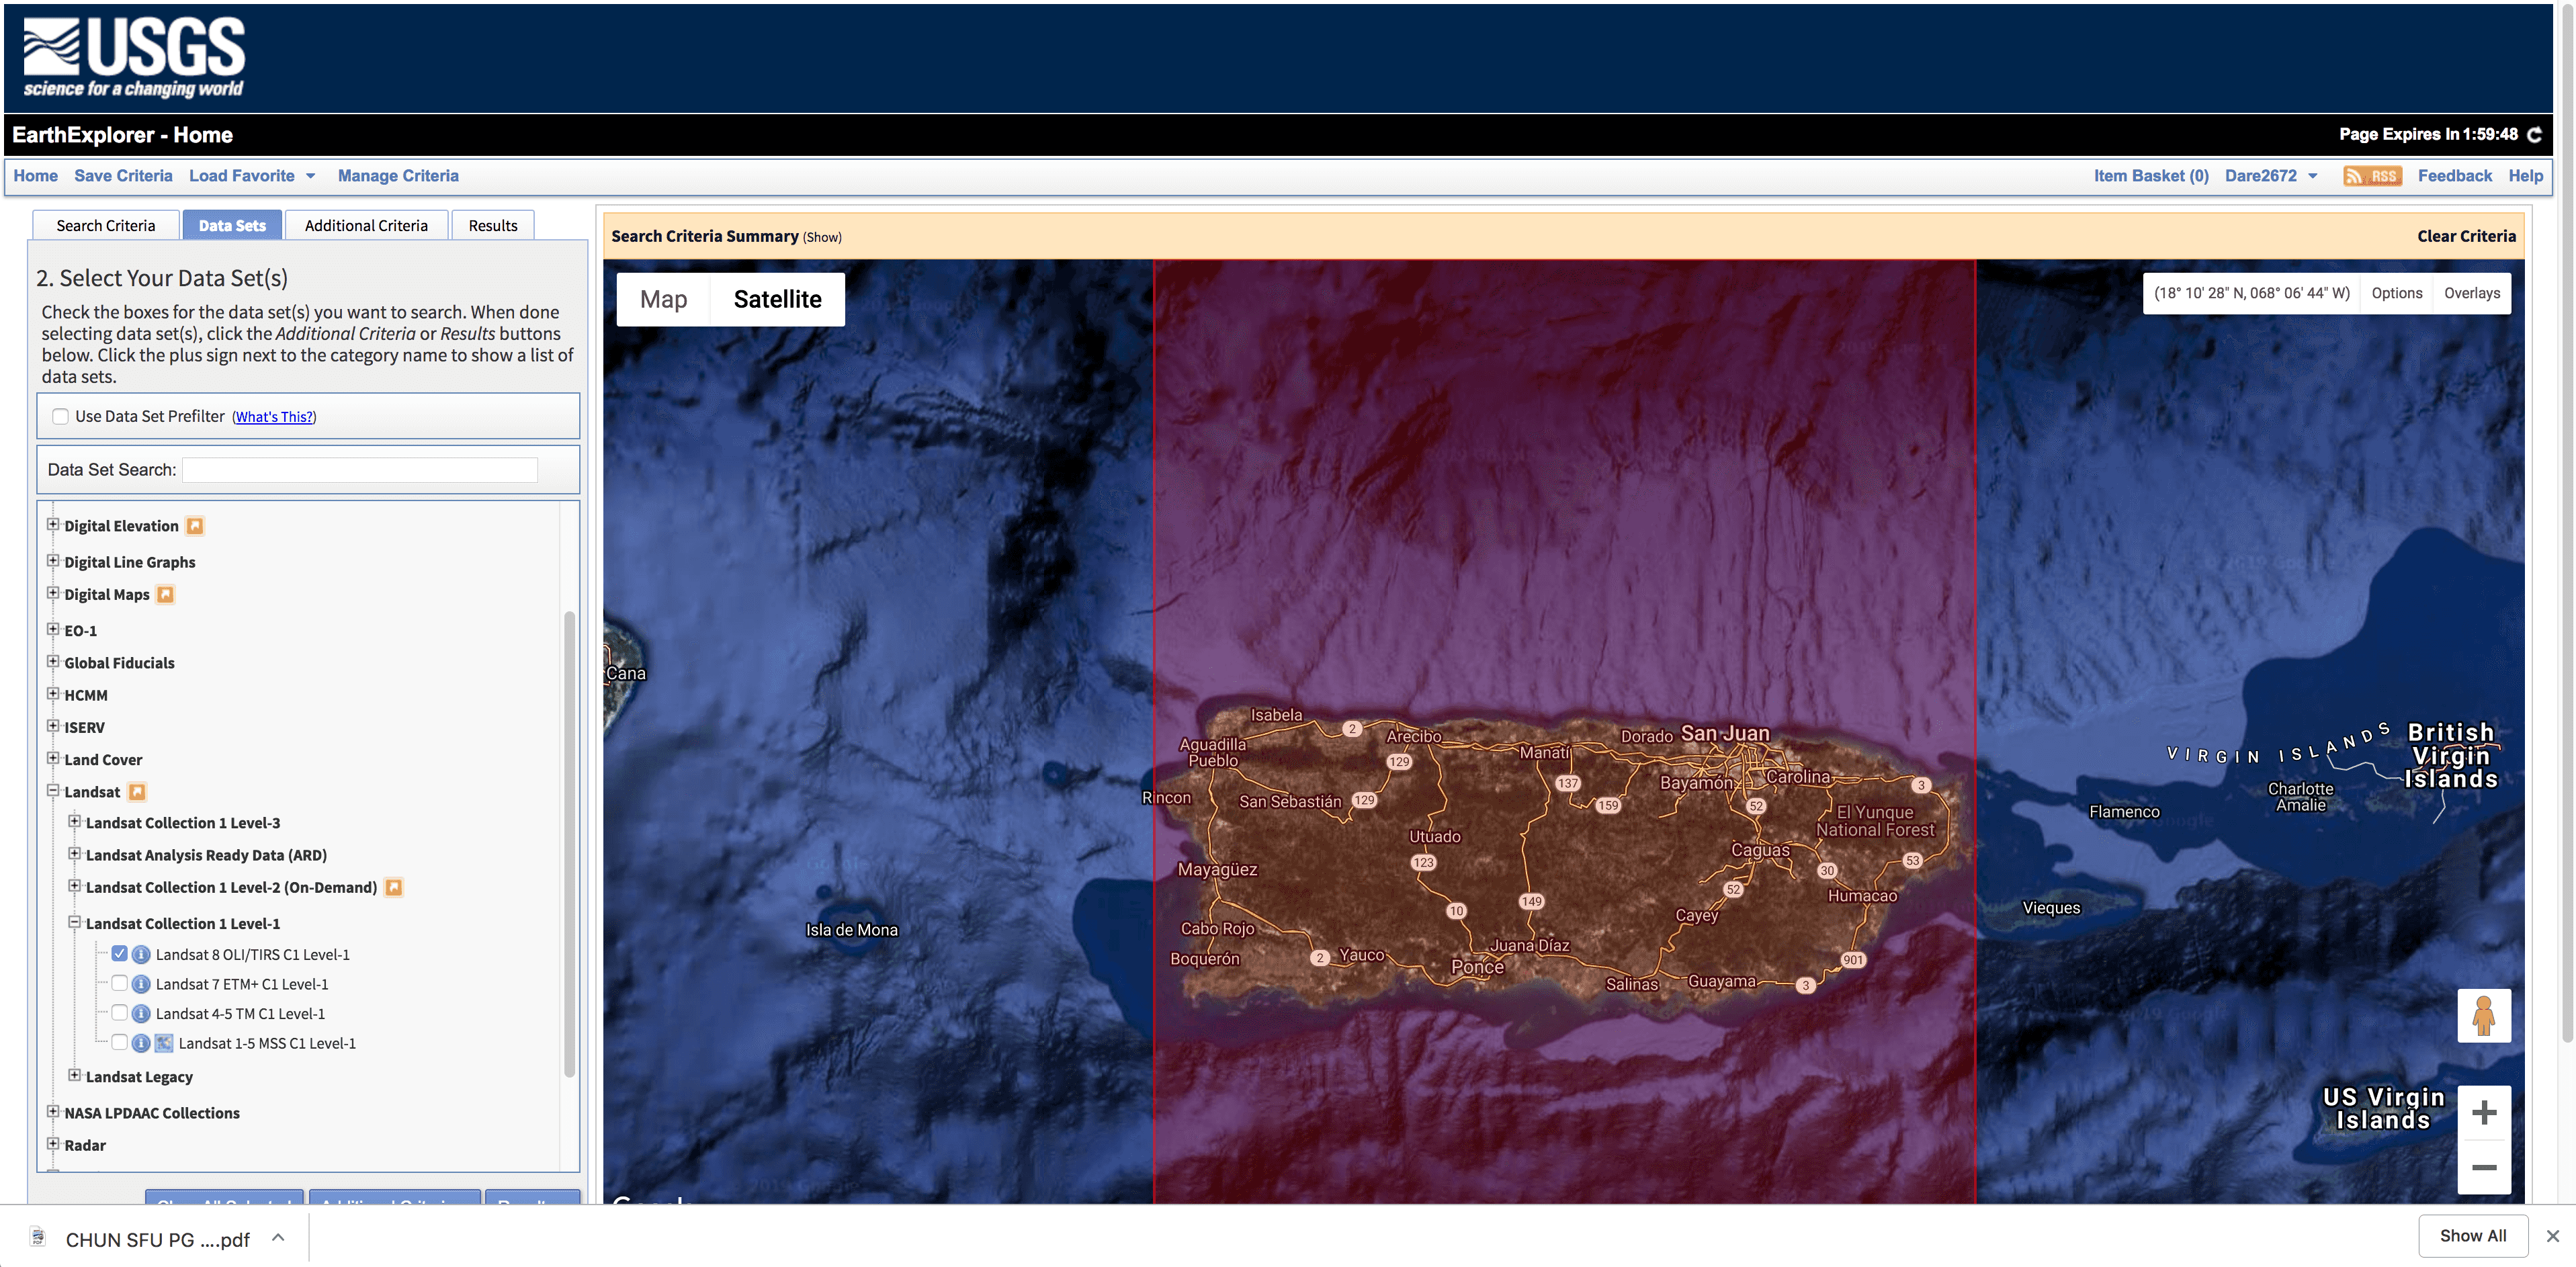 USGS
science for a changing world
EarthExplorer - Home
Page Expires In 1:59:48
Home Save Criteria Load Favorite Manage Criteria
Item Basket (0) Dare2672 RSS Feedback Help
Search Criteria Data Sets Additional Criteria Results
2. Select Your Data Set(s)
Check the boxes for the data set(s) you want to search. When done
selecting data set(s), click the Additional Criteria or Results buttons
below. Click the plus sign next to the category name to show a list of
data sets.
Use Data Set Prefilter (What's This?)
Data Set Search:
Digital Elevation
Digital Line Graphs
Digital Maps
EO-1
Global Fiducials
HCMM
ISERV
Land Cover
Landsat
Landsat Collection 1 Level-3
Landsat Analysis Ready Data (ARD)
Landsat Collection 1 Level-2 (On-Demand)
Landsat Collection 1 Level-1
Landsat 8 OLI/TIRS C1 Level-1
Landsat 7 ETM+ C1 Level-1
Landsat 4-5 TM C1 Level-1
Landsat 1-5 MSS C1 Level-1
Landsat Legacy
NASA LPDAAC Collections
Radar
Search Criteria Summary (Show)
Clear Criteria
Map Satellite
(18° 10' 28" N, 068° 06' 44" W) Options Overlays
Cana
Isabela
2
Arecibo
Dorado
San Juan
Aguadilla
Pueblo
129
Manatí
137
Bayamón
Carolina
3
Rincon
San Sebastián
129
159
52
El Yunque
National Forest
Utuado
123
Caguas
53
Mayagüez
30
52
Humacao
10
149
Cayey
Cabo Rojo
Juana Díaz
Boquerón
2
Yauco
Ponce
901
Salinas
Guayama
3
Isla de Mona
VIRGIN ISLANDS
British
Virgin
Islands
Charlotte
Amalie
Flamenco
Vieques
US Virgin
Islands
CHUN SFU PG ....pdf
Show All